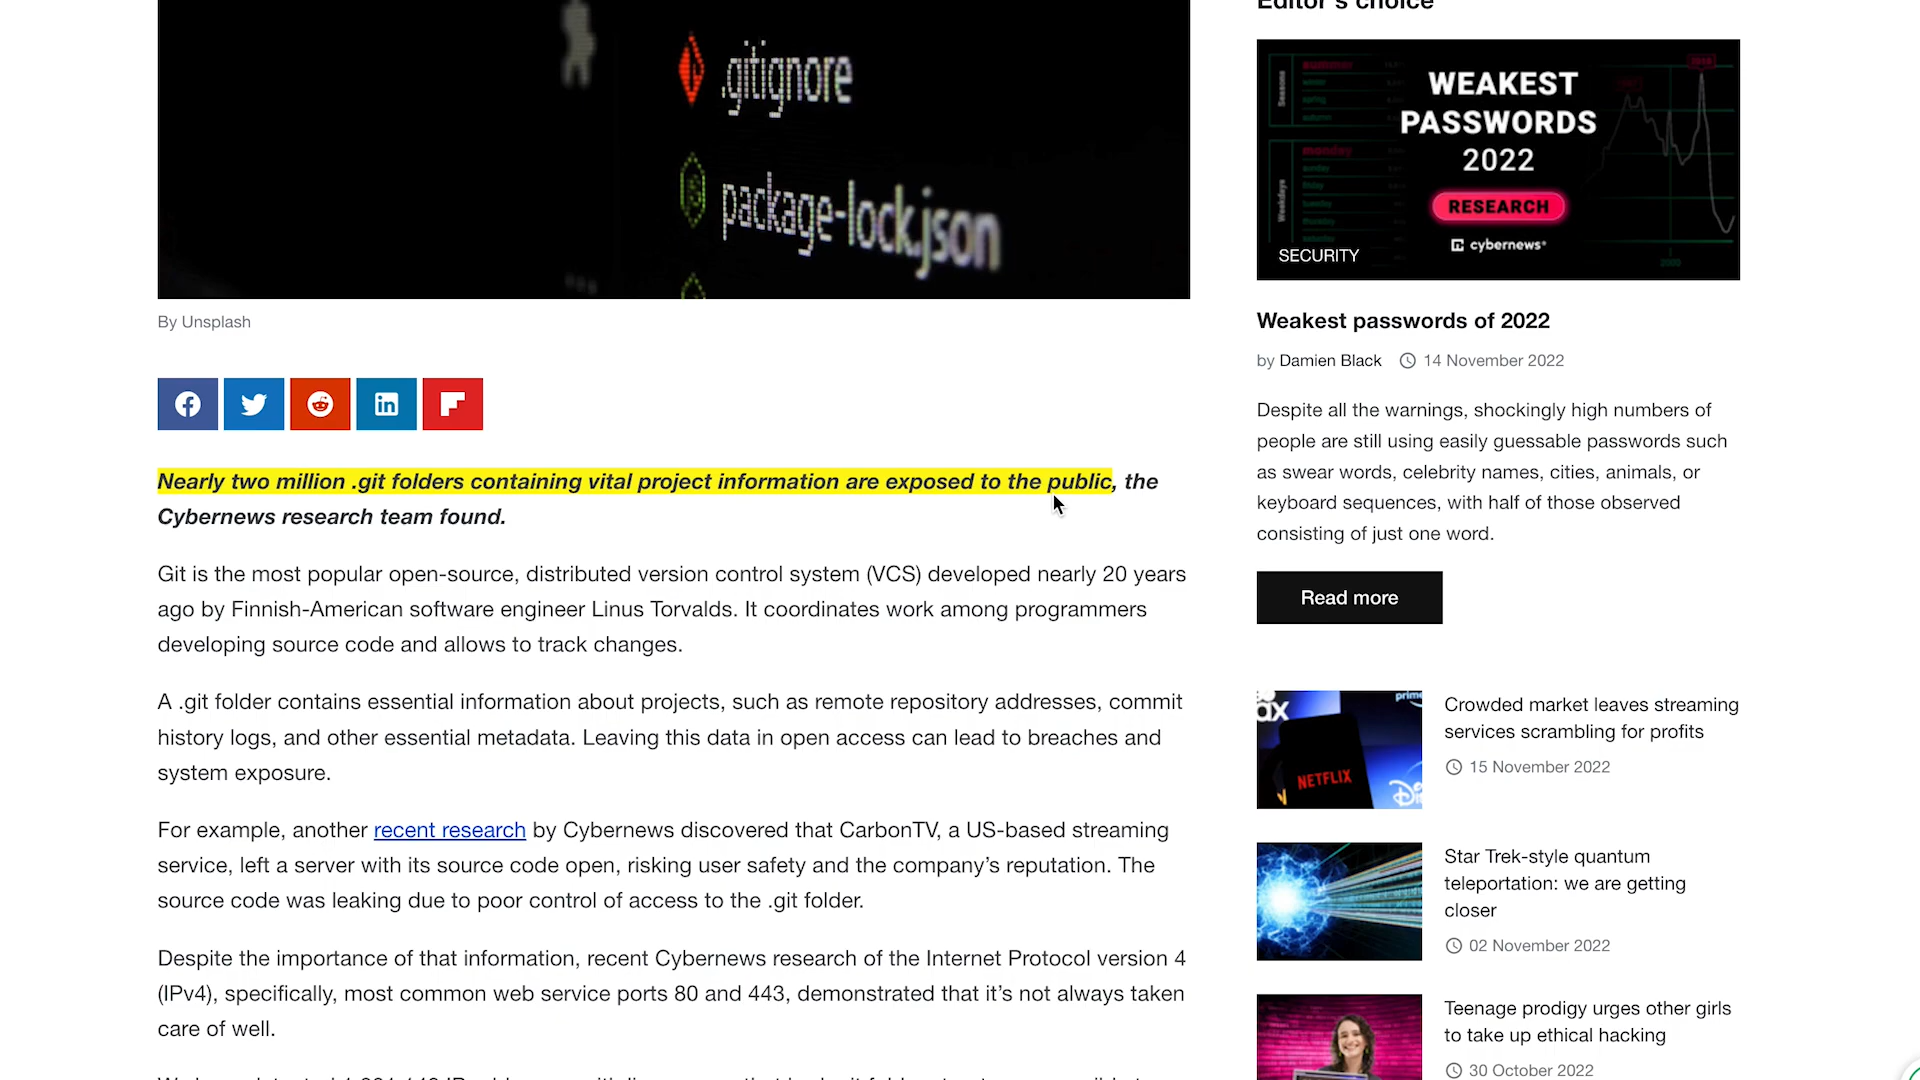 .gitignore
package-lock.json
By Unsplash
Nearly two million .git folders containing vital project information are exposed to the public, the
Cybernews research team found.
Git is the most popular open-source, distributed version control system (VCS) developed nearly 20 years
ago by Finnish-American software engineer Linus Torvalds. It coordinates work among programmers
developing source code and allows to track changes.
A .git folder contains essential information about projects, such as remote repository addresses, commit
history logs, and other essential metadata. Leaving this data in open access can lead to breaches and
system exposure.
For example, another recent research by Cybernews discovered that CarbonTV, a US-based streaming
service, left a server with its source code open, risking user safety and the company's reputation. The
source code was leaking due to poor control of access to the .git folder.
Despite the importance of that information, recent Cybernews research of the Internet Protocol version 4
(IPv4), specifically, most common web service ports 80 and 443, demonstrated that it's not always taken
care of well.
Editor's choice
Seasons
summer
winter
spring
autumn
Weekdays
monday
sunday
friday
tuesday
thursday
saturday
WEAKEST
PASSWORDS
2022
RESEARCH
cybernews®
SECURITY
Weakest passwords of 2022
by Damien Black 14 November 2022
Despite all the warnings, shockingly high numbers of
people are still using easily guessable passwords such
as swear words, celebrity names, cities, animals, or
keyboard sequences, with half of those observed
consisting of just one word.
Read more
prime
NETFLIX
Crowded market leaves streaming
services scrambling for profits
15 November 2022
Star Trek-style quantum
teleportation: we are getting
closer
02 November 2022
Teenage prodigy urges other girls
to take up ethical hacking
30 October 2022